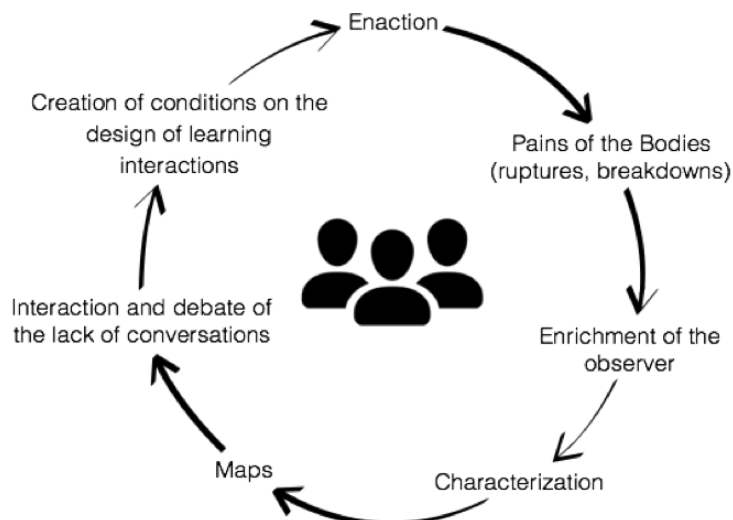 Enaction
Pains of the Bodies
(ruptures, breakdowns)
Enrichment of the
observer
Characterization
Maps
Interaction and debate of
the lack of conversations
Creation of conditions on the
design of learning
interactions